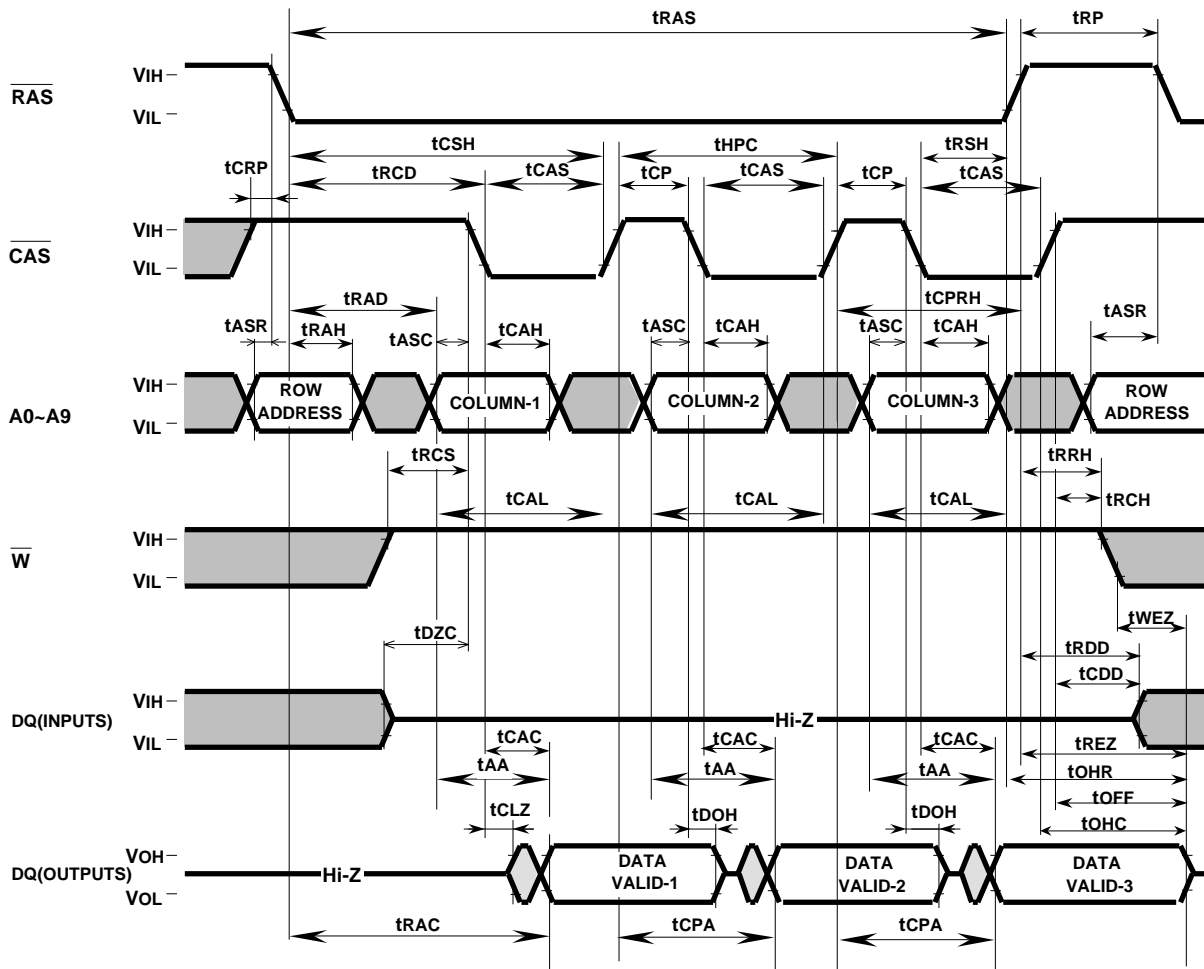 tRAS
tRP
RAS
VIH
VIL
tCSH
tHPC
tRSH
tCRP
tRCD
tCAS
tCP
tCAS
tCP
tCAS
CAS
VIH
VIL
tRAD
tCPRH
tASR
tRAH
tASC
tCAH
tASC
tCAH
tASC
tCAH
tASR
A0~A9
VIH
VIL
ROW ADDRESS
COLUMN-1
COLUMN-2
COLUMN-3
ROW ADDRESS
tRCS
tRRH
tCAL
tCAL
tCAL
tRCH
W
VIH
VIL
tWEZ
tDZC
tRDD
tCDD
DQ(INPUTS)
VIH
VIL
Hi-Z
tCAC
tCAC
tCAC
tREZ
tAA
tAA
tAA
tOHR
tOFF
tCLZ
tDOH
tDOH
tOHC
DQ(OUTPUTS)
VOH
VOL
Hi-Z
DATA VALID-1
DATA VALID-2
DATA VALID-3
tRAC
tCPA
tCPA